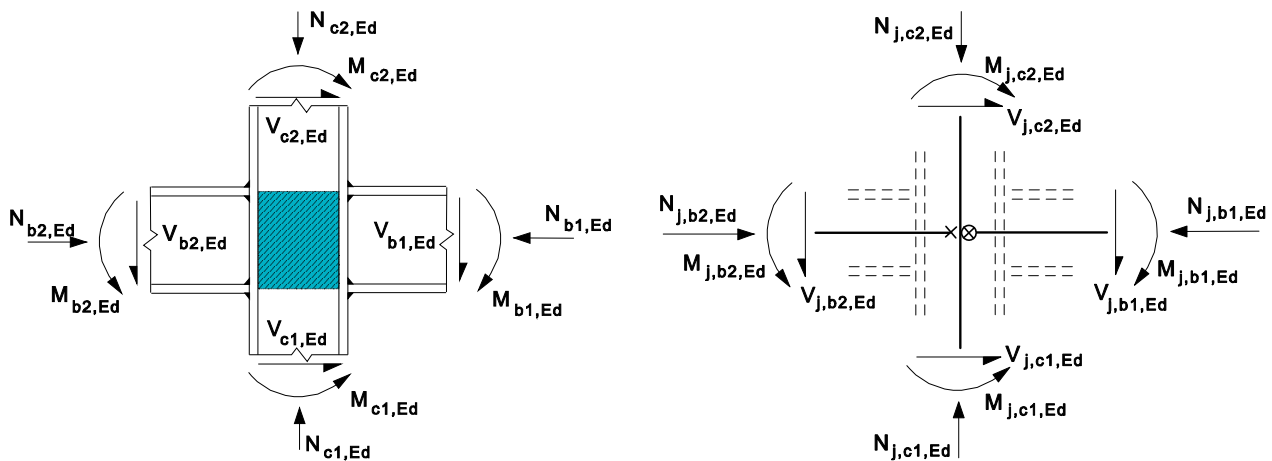 N c2,Ed
M c2,Ed
V c2,Ed
N b2,Ed
V b2,Ed
M b2,Ed
V b1,Ed
N b1,Ed
M b1,Ed
V c1,Ed
M c1,Ed
N c1,Ed
N j,c2,Ed
M j,c2,Ed
V j,c2,Ed
N j,b2,Ed
M j,b2,Ed
V j,b2,Ed
N j,b1,Ed
M j,b1,Ed
V j,b1,Ed
V j,c1,Ed
M j,c1,Ed
N j,c1,Ed